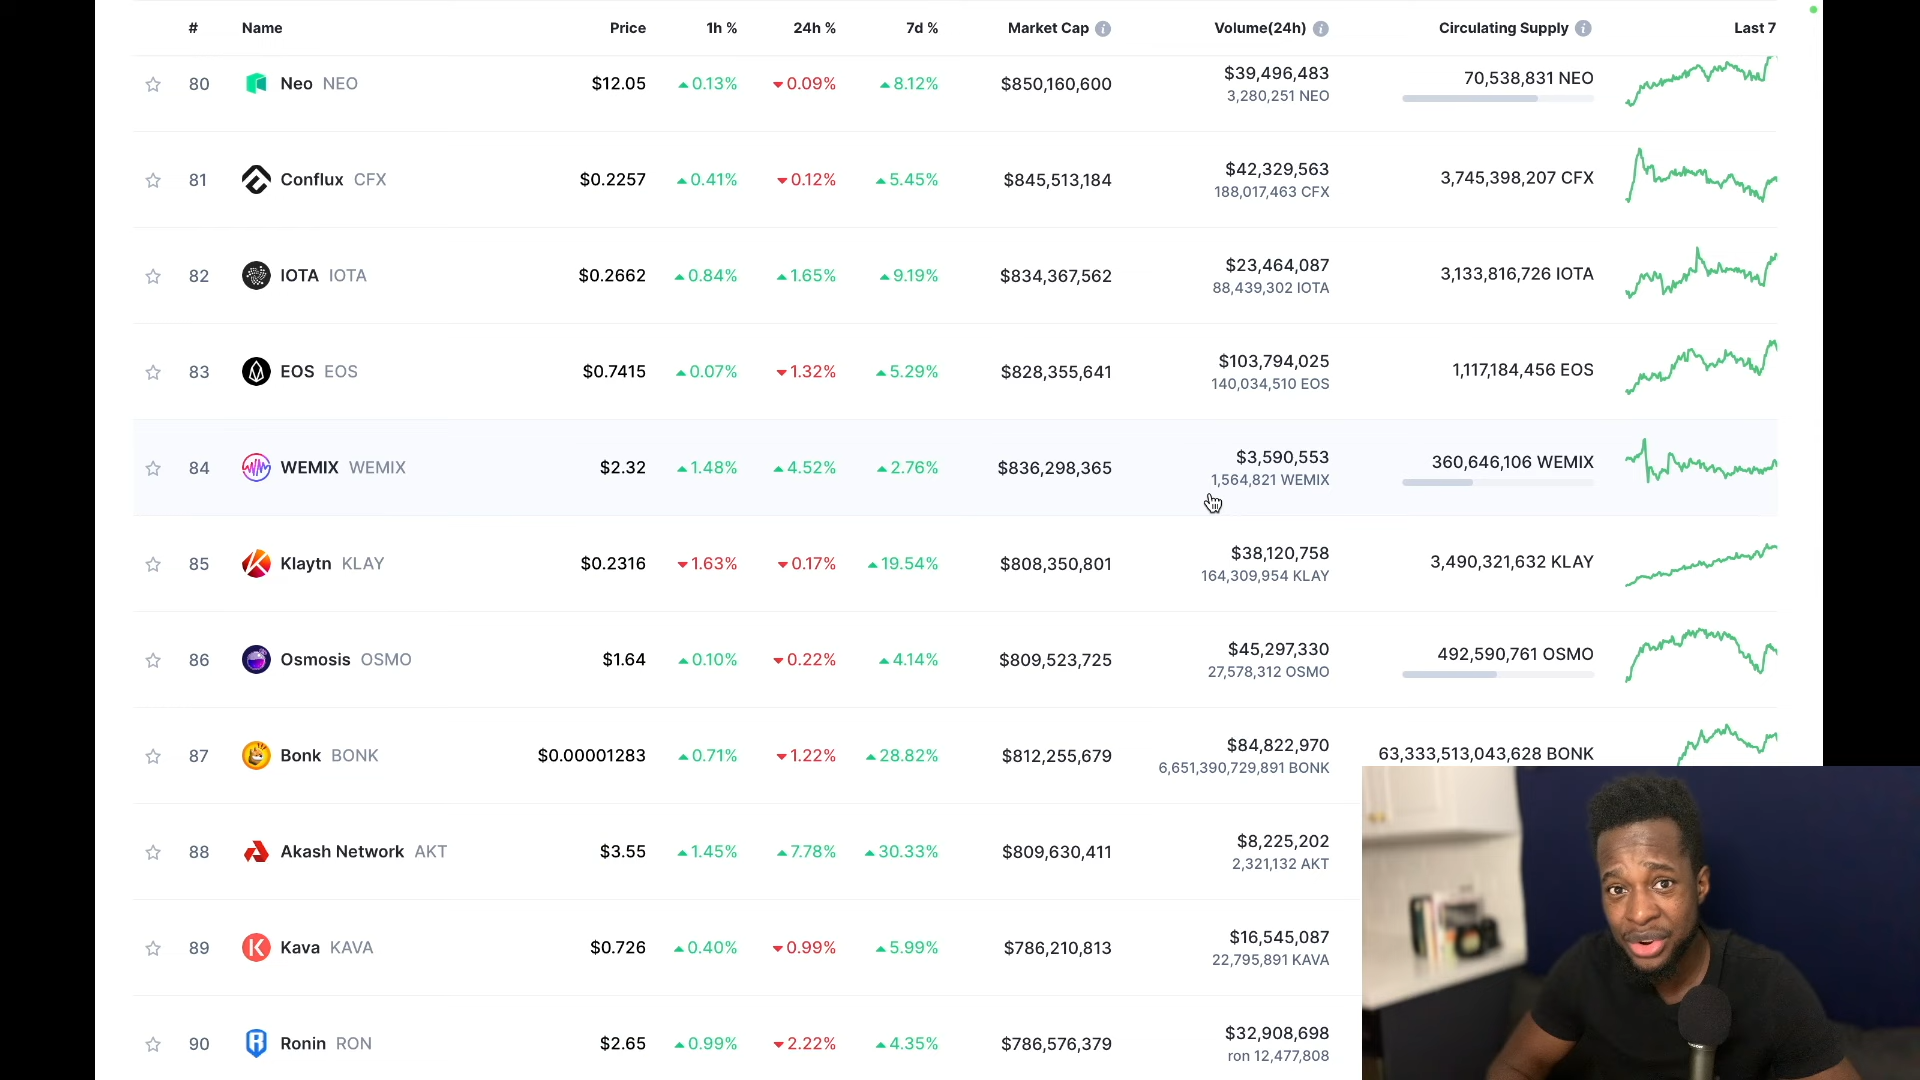 # Name Price 1h % 24h % 7d % Market Cap Volume(24h) Circulating Supply Last 7
80 Neo NEO $12.05 0.13% 0.09% 8.12% $850,160,600 $39,496,483 70,538,831 NEO
3,280,251 NEO
81 Conflux CFX $0.2257 0.41% 0.12% 5.45% $845,513,184 $42,329,563 3,745,398,207 CFX
188,017,463 CFX
82 IOTA IOTA $0.2662 0.84% 1.65% 9.19% $834,367,562 $23,464,087 3,133,816,726 IOTA
88,439,302 IOTA
83 EOS EOS $0.7415 0.07% 1.32% 5.29% $828,355,641 $103,794,025 1,117,184,456 EOS
140,034,510 EOS
84 WEMIX WEMIX $2.32 1.48% 4.52% 2.76% $836,298,365 $3,590,553 360,646,106 WEMIX
1,564,821 WEMIX
85 Klaytn KLAY $0.2316 1.63% 0.17% 19.54% $808,350,801 $38,120,758 3,490,321,632 KLAY
164,309,954 KLAY
86 Osmosis OSMO $1.64 0.10% 0.22% 4.14% $809,523,725 $45,297,330 492,590,761 OSMO
27,578,312 OSMO
87 Bonk BONK $0.00001283 0.71% 1.22% 28.82% $812,255,679 $84,822,970 63,333,513,043,628 BONK
6,651,390,729,891 BONK
88 Akash Network AKT $3.55 1.45% 7.78% 30.33% $809,630,411 $8,225,202
2,321,132 AKT
89 Kava KAVA $0.726 0.40% 0.99% 5.99% $786,210,813 $16,545,087
22,795,891 KAVA
90 Ronin RON $2.65 0.99% 2.22% 4.35% $786,576,379 $32,908,698
ron 12,477,808